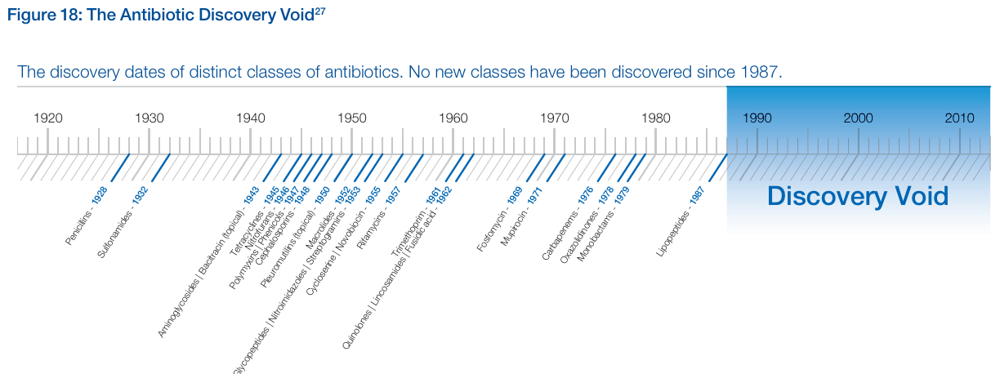 Figure 18: The Antibiotic Discovery Void27
The discovery dates of distinct classes of antibiotics. No new classes have been discovered since 1987.
1920 1930 1940 1950 1960 1970 1980 1990 2000 2010
Penicillins - 1928
Sulfonamides - 1932
Aminoglycosides | Bacitracin (topical) - 1943
Tetracyclines - 1945
Nitrofurans - 1946
Polymyxins | Phenicols - 1947
Cephalosporins - 1948
Pleuromutilins (topical) - 1950
Macrolides - 1952
Glycopeptides | Nitroimidazoles | Streptogramins - 1953
Cycloserine | Novobiocin - 1955
Rifamycins - 1957
Trimethoprim - 1961
Quinolones | Lincosamides | Fusidic acid - 1962
Fosfomycin - 1969
Mupirocin - 1971
Carbapenems - 1976
Oxazolidinones - 1978
Monobactams - 1979
Lipopeptides - 1987
Discovery Void